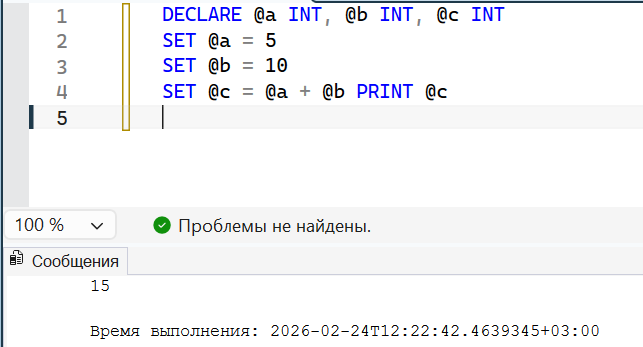 1 DECLARE @a INT, @b INT, @c INT
2 SET @a = 5
3 SET @b = 10
4 SET @c = @a + @b PRINT @c
5
100 %
Проблемы не найдены.
Сообщения
15
Время выполнения: 2026-02-24T12:22:42.4639345+03:00